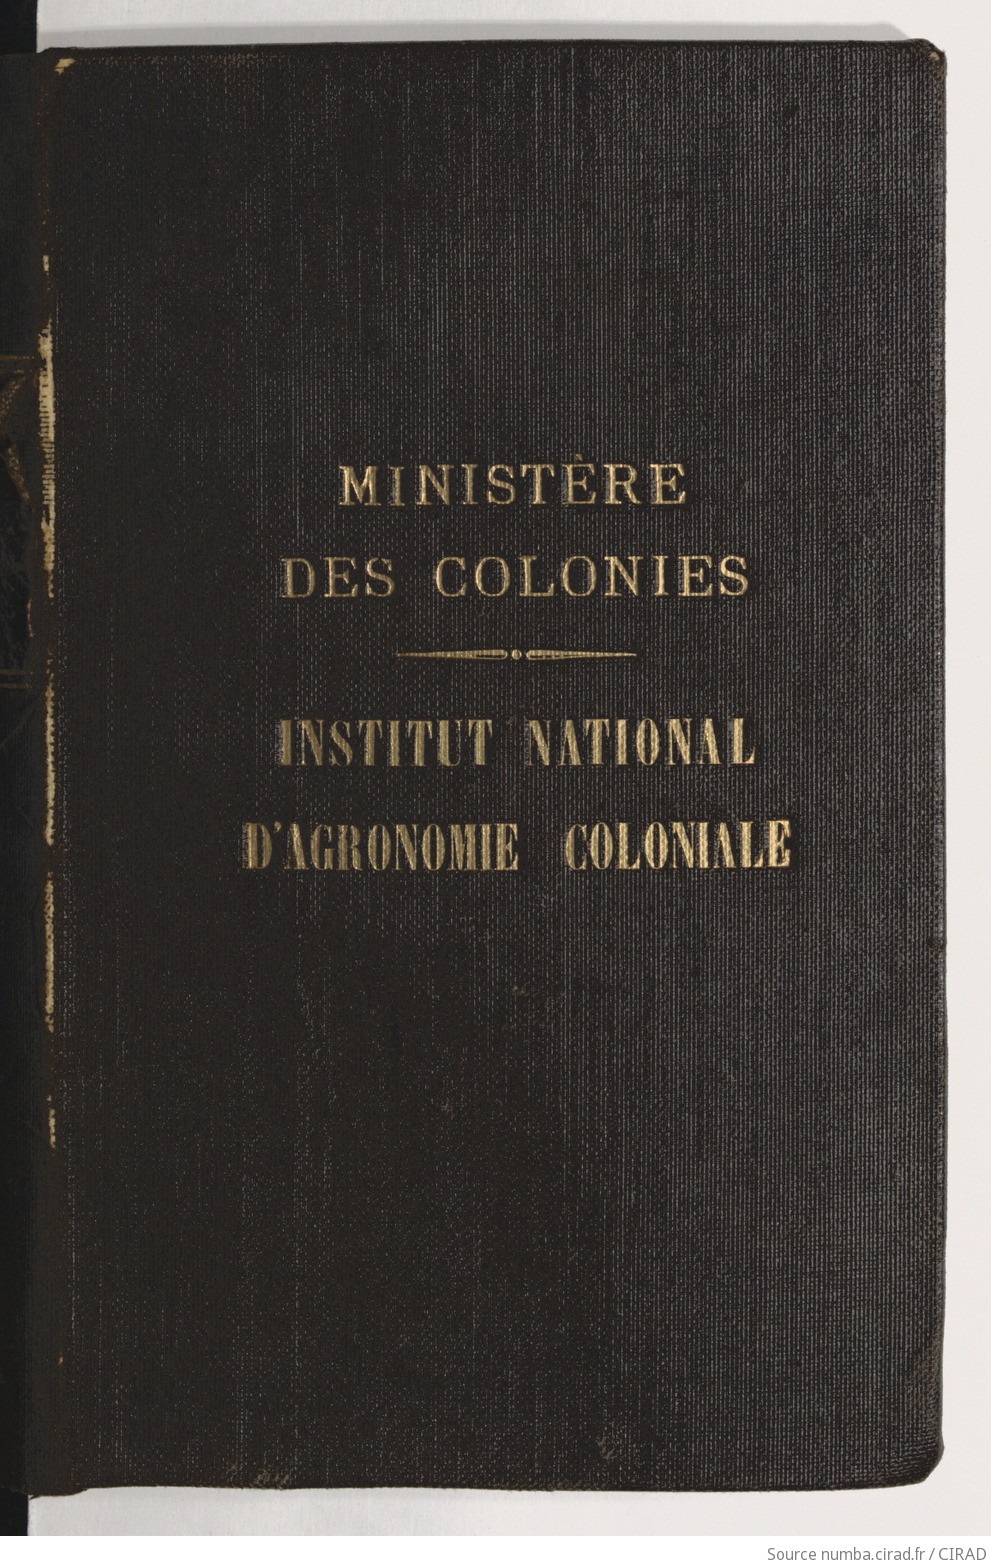 MINISTÈRE
DES COLONIES
INSTITUT NATIONAL
D'AGRONOMIE COLONIALE
Source numba.cirad.fr / CIRAD